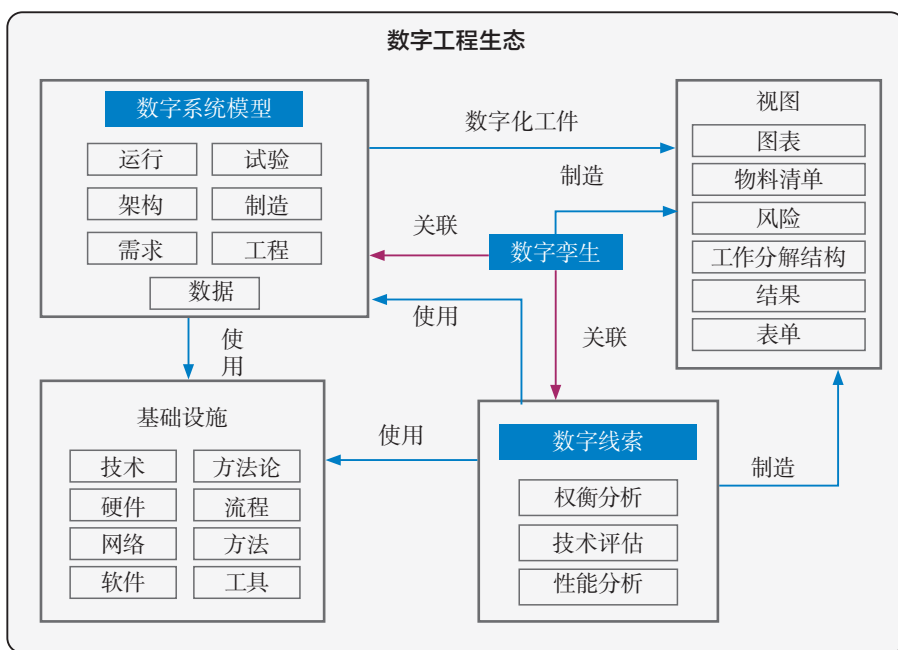 数字工程生态
数字系统模型
运行
试验
架构
制造
需求
工程
数据
数字化工件
制造
关联
数字孪生
使用
关联
视图
图表
物料清单
风险
工作分解结构
结果
表单
使
用
基础设施
技术
方法论
硬件
流程
网络
方法
软件
工具
使用
数字线索
权衡分析
技术评估
性能分析
制造